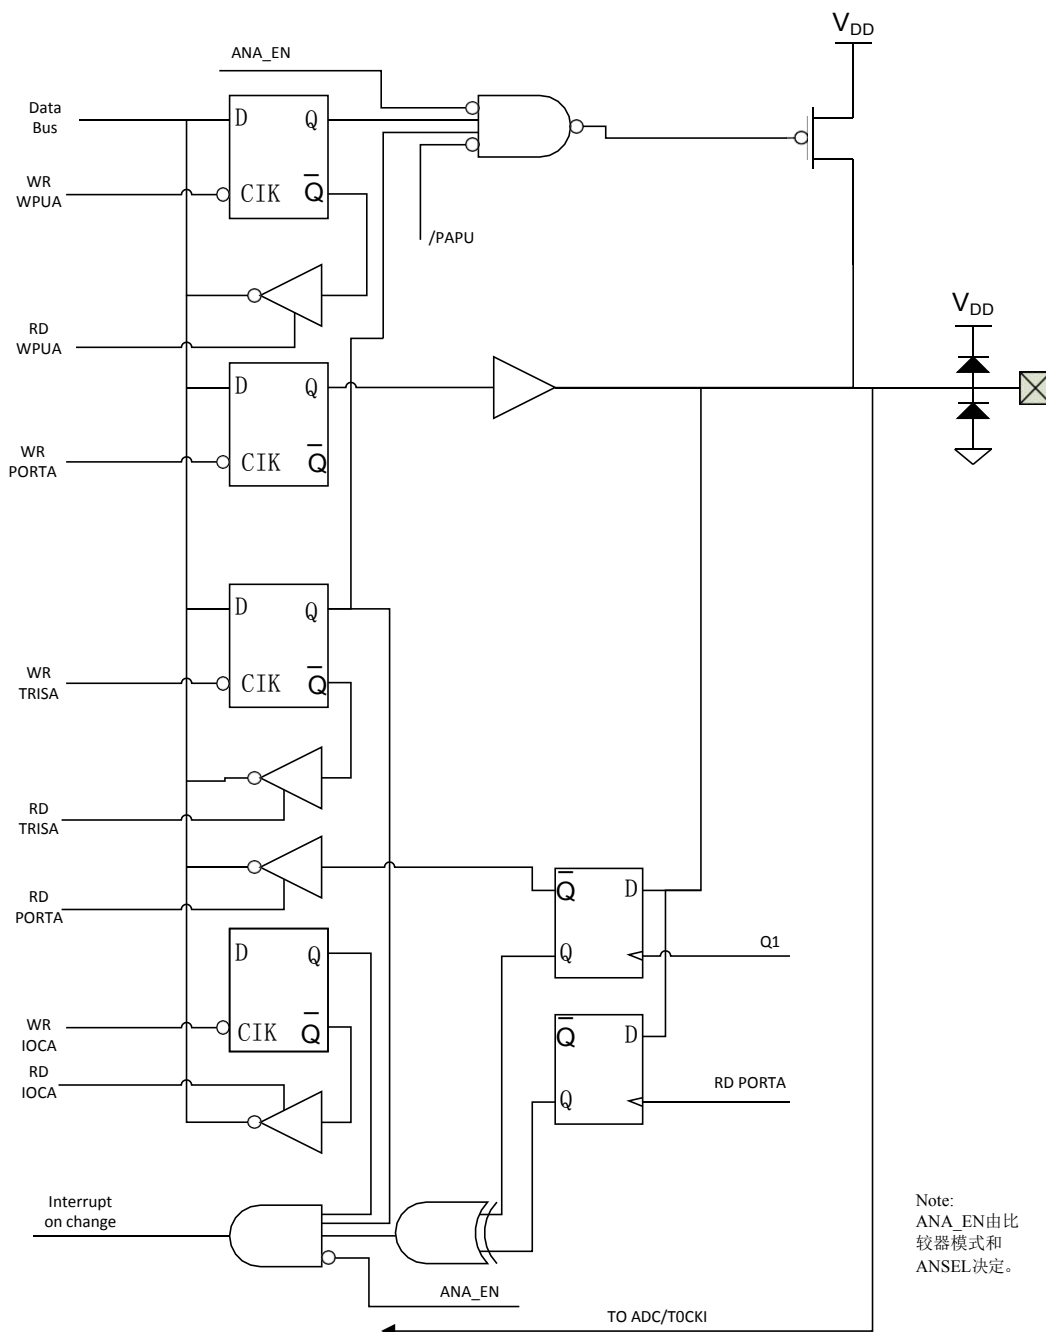 VDD
ANA_EN
Data
Bus
D
Q
WR
WPUA
CIK
Q̅
/PAPU
RD
WPUA
VDD
D
Q
WR
PORTA
CIK
Q̅
D
Q
WR
TRISA
CIK
Q̅
RD
TRISA
RD
PORTA
Q̅
D
Q
Q1
D
Q
WR
IOCA
CIK
Q̅
RD
IOCA
Q̅
D
Q
RD PORTA
Interrupt
on change
ANA_EN
TO ADC/T0CKI
Note:
ANA_EN由比
较器模式和
ANSEL决定。